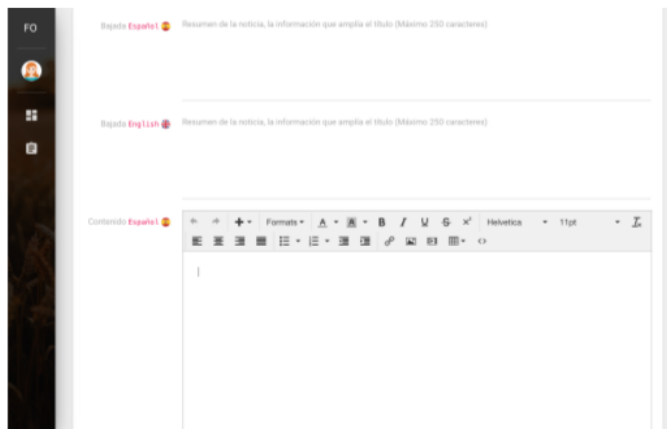 FO
Bajada Español Resumen de la noticia, la información que amplía el título (Máximo 250 caracteres)
Bajada English Resumen de la noticia, la información que amplía el título (Máximo 250 caracteres)
Contenido Español
Formats A A B I U S x² Helvetica 11pt Ix